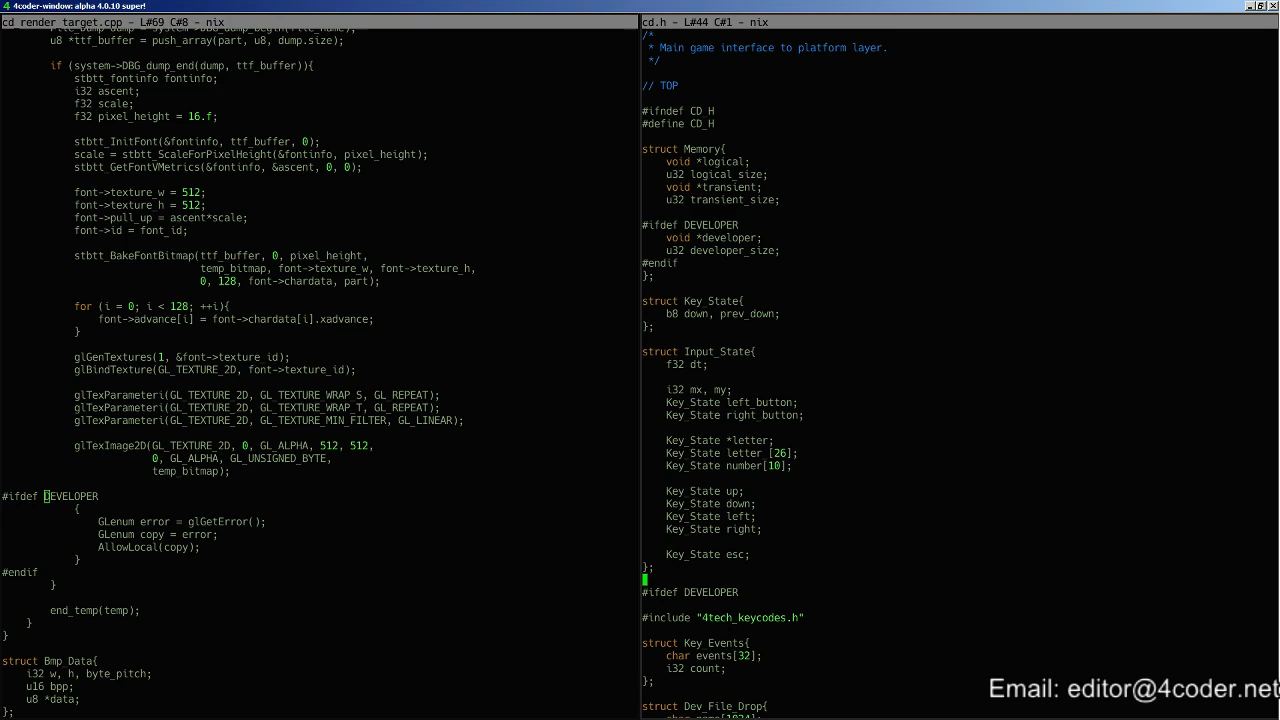 4coder-window: alpha 4.0.10 super!
cd_render_target.cpp - L#69 C#8 - nix
u8 *ttf_buffer = push_array(part, u8, dump.size);
if (system->DBG_dump_end(dump, ttf_buffer)){
stbtt_fontinfo fontinfo;
i32 ascent;
f32 scale;
f32 pixel_height = 16.f;
stbtt_InitFont(&fontinfo, ttf_buffer, 0);
scale = stbtt_ScaleForPixelHeight(&fontinfo, pixel_height);
stbtt_GetFontVMetrics(&fontinfo, &ascent, 0, 0);
font->texture_w = 512;
font->texture_h = 512;
font->pull_up = ascent*scale;
font->id = font_id;
stbtt_BakeFontBitmap(ttf_buffer, 0, pixel_height,
temp_bitmap, font->texture_w, font->texture_h,
0, 128, font->chardata, part);
for (i = 0; i < 128; ++i){
font->advance[i] = font->chardata[i].xadvance;
}
glGenTextures(1, &font->texture_id);
glBindTexture(GL_TEXTURE_2D, font->texture_id);
glTexParameteri(GL_TEXTURE_2D, GL_TEXTURE_WRAP_S, GL_REPEAT);
glTexParameteri(GL_TEXTURE_2D, GL_TEXTURE_WRAP_T, GL_REPEAT);
glTexParameteri(GL_TEXTURE_2D, GL_TEXTURE_MIN_FILTER, GL_LINEAR);
glTexImage2D(GL_TEXTURE_2D, 0, GL_ALPHA, 512, 512,
0, GL_ALPHA, GL_UNSIGNED_BYTE,
temp_bitmap);
#ifdef DEVELOPER
{
GLenum error = glGetError();
GLenum copy = error;
AllowLocal(copy);
}
#endif
}
end_temp(temp);
}
}
struct Bmp_Data{
i32 w, h, byte_pitch;
u16 bpp;
u8 *data;
};
cd.h - L#44 C#1 - nix
/*
* Main game interface to platform layer.
*/
// TOP
#ifndef CD_H
#define CD_H
struct Memory{
void *logical;
u32 logical_size;
void *transient;
u32 transient_size;
#ifdef DEVELOPER
void *developer;
u32 developer_size;
#endif
};
struct Key_State{
b8 down, prev_down;
};
struct Input_State{
f32 dt;
i32 mx, my;
Key_State left_button;
Key_State right_button;
Key_State *letter;
Key_State letter_[26];
Key_State number[10];
Key_State up;
Key_State down;
Key_State left;
Key_State right;
Key_State esc;
};
#ifdef DEVELOPER
#include "4tech_keycodes.h"
struct Key_Events{
char events[32];
i32 count;
};
struct Dev_File_Drop{
Email: editor@4coder.net